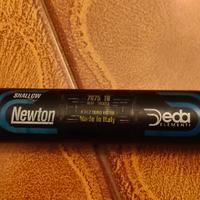 SHALLOW
Newton
7075 T6
Made in Italy
Deda
ELEMENTI